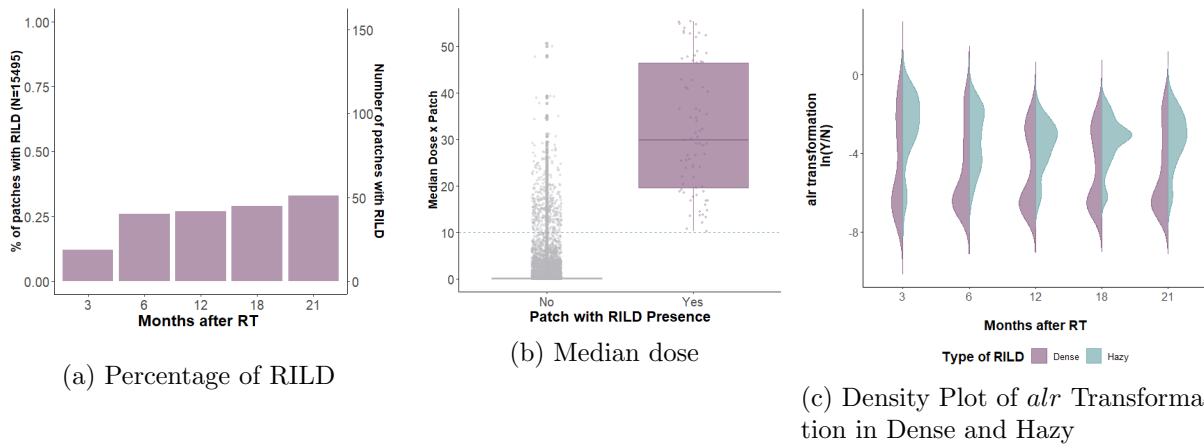 1.00
0.75
0.50
0.25
0.00
% of patches with RILD (N=15495)
150
100
50
0
Number of patches with RILD
3 6 12 18 21
Months after RT
(a) Percentage of RILD
50
40
30
20
10
0
Median Dose x Patch
No Yes
Patch with RILD Presence
(b) Median dose
0
-4
-8
alr transformation
ln(Y/N)
3 6 12 18 21
Months after RT
Type of RILD Dense Hazy
(c) Density Plot of alr Transforma-
tion in Dense and Hazy